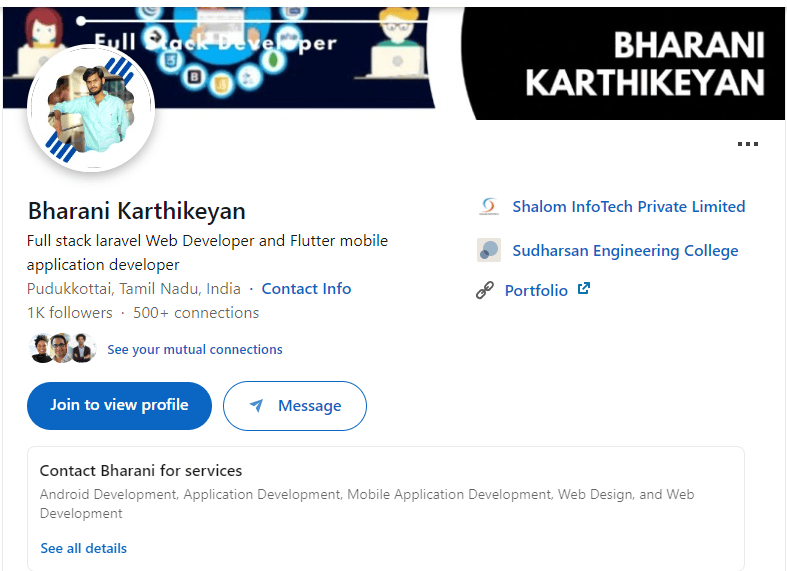 Full Stack Developer
BHARANI
KARTHIKEYAN
Bharani Karthikeyan
Full stack laravel Web Developer and Flutter mobile
application developer
Pudukkottai, Tamil Nadu, India · Contact Info
1K followers · 500+ connections
See your mutual connections
Shalom InfoTech Private Limited
Sudharsan Engineering College
Portfolio
Join to view profile
Message
Contact Bharani for services
Android Development, Application Development, Mobile Application Development, Web Design, and Web
Development
See all details